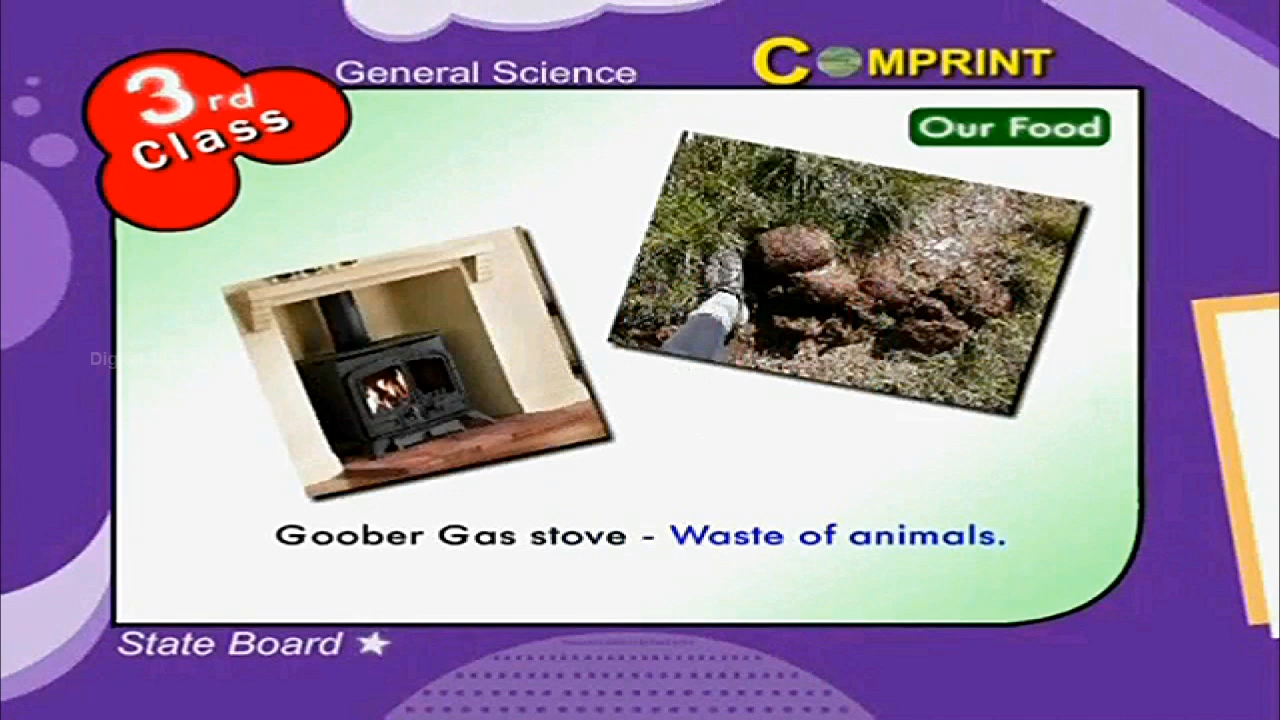 General Science
COMPRINT
3rd
Class
Our Food
Goober Gas stove - Waste of animals.
State Board